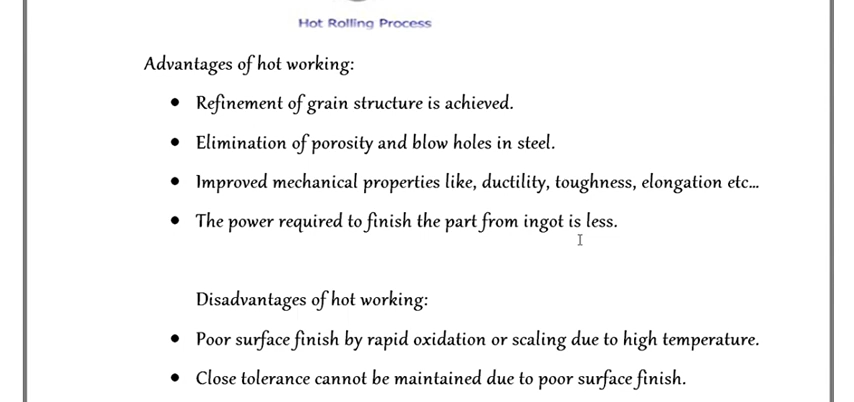 Hot Rolling Process
Advantages of hot working:
• Refinement of grain structure is achieved.
• Elimination of porosity and blow holes in steel.
• Improved mechanical properties like, ductility, toughness, elongation etc...
• The power required to finish the part from ingot is less.
Disadvantages of hot working:
• Poor surface finish by rapid oxidation or scaling due to high temperature.
• Close tolerance cannot be maintained due to poor surface finish.